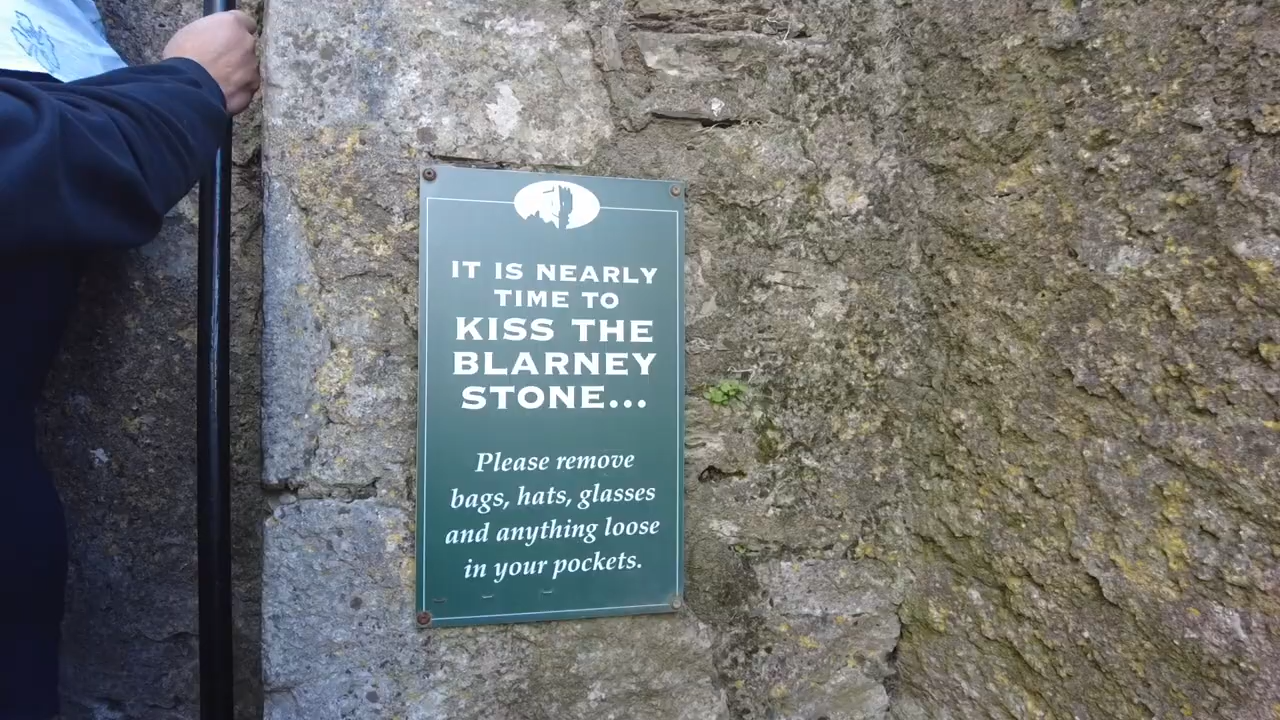 IT IS NEARLY
TIME TO
KISS THE
BLARNEY
STONE...
Please remove
bags, hats, glasses
and anything loose
in your pockets.